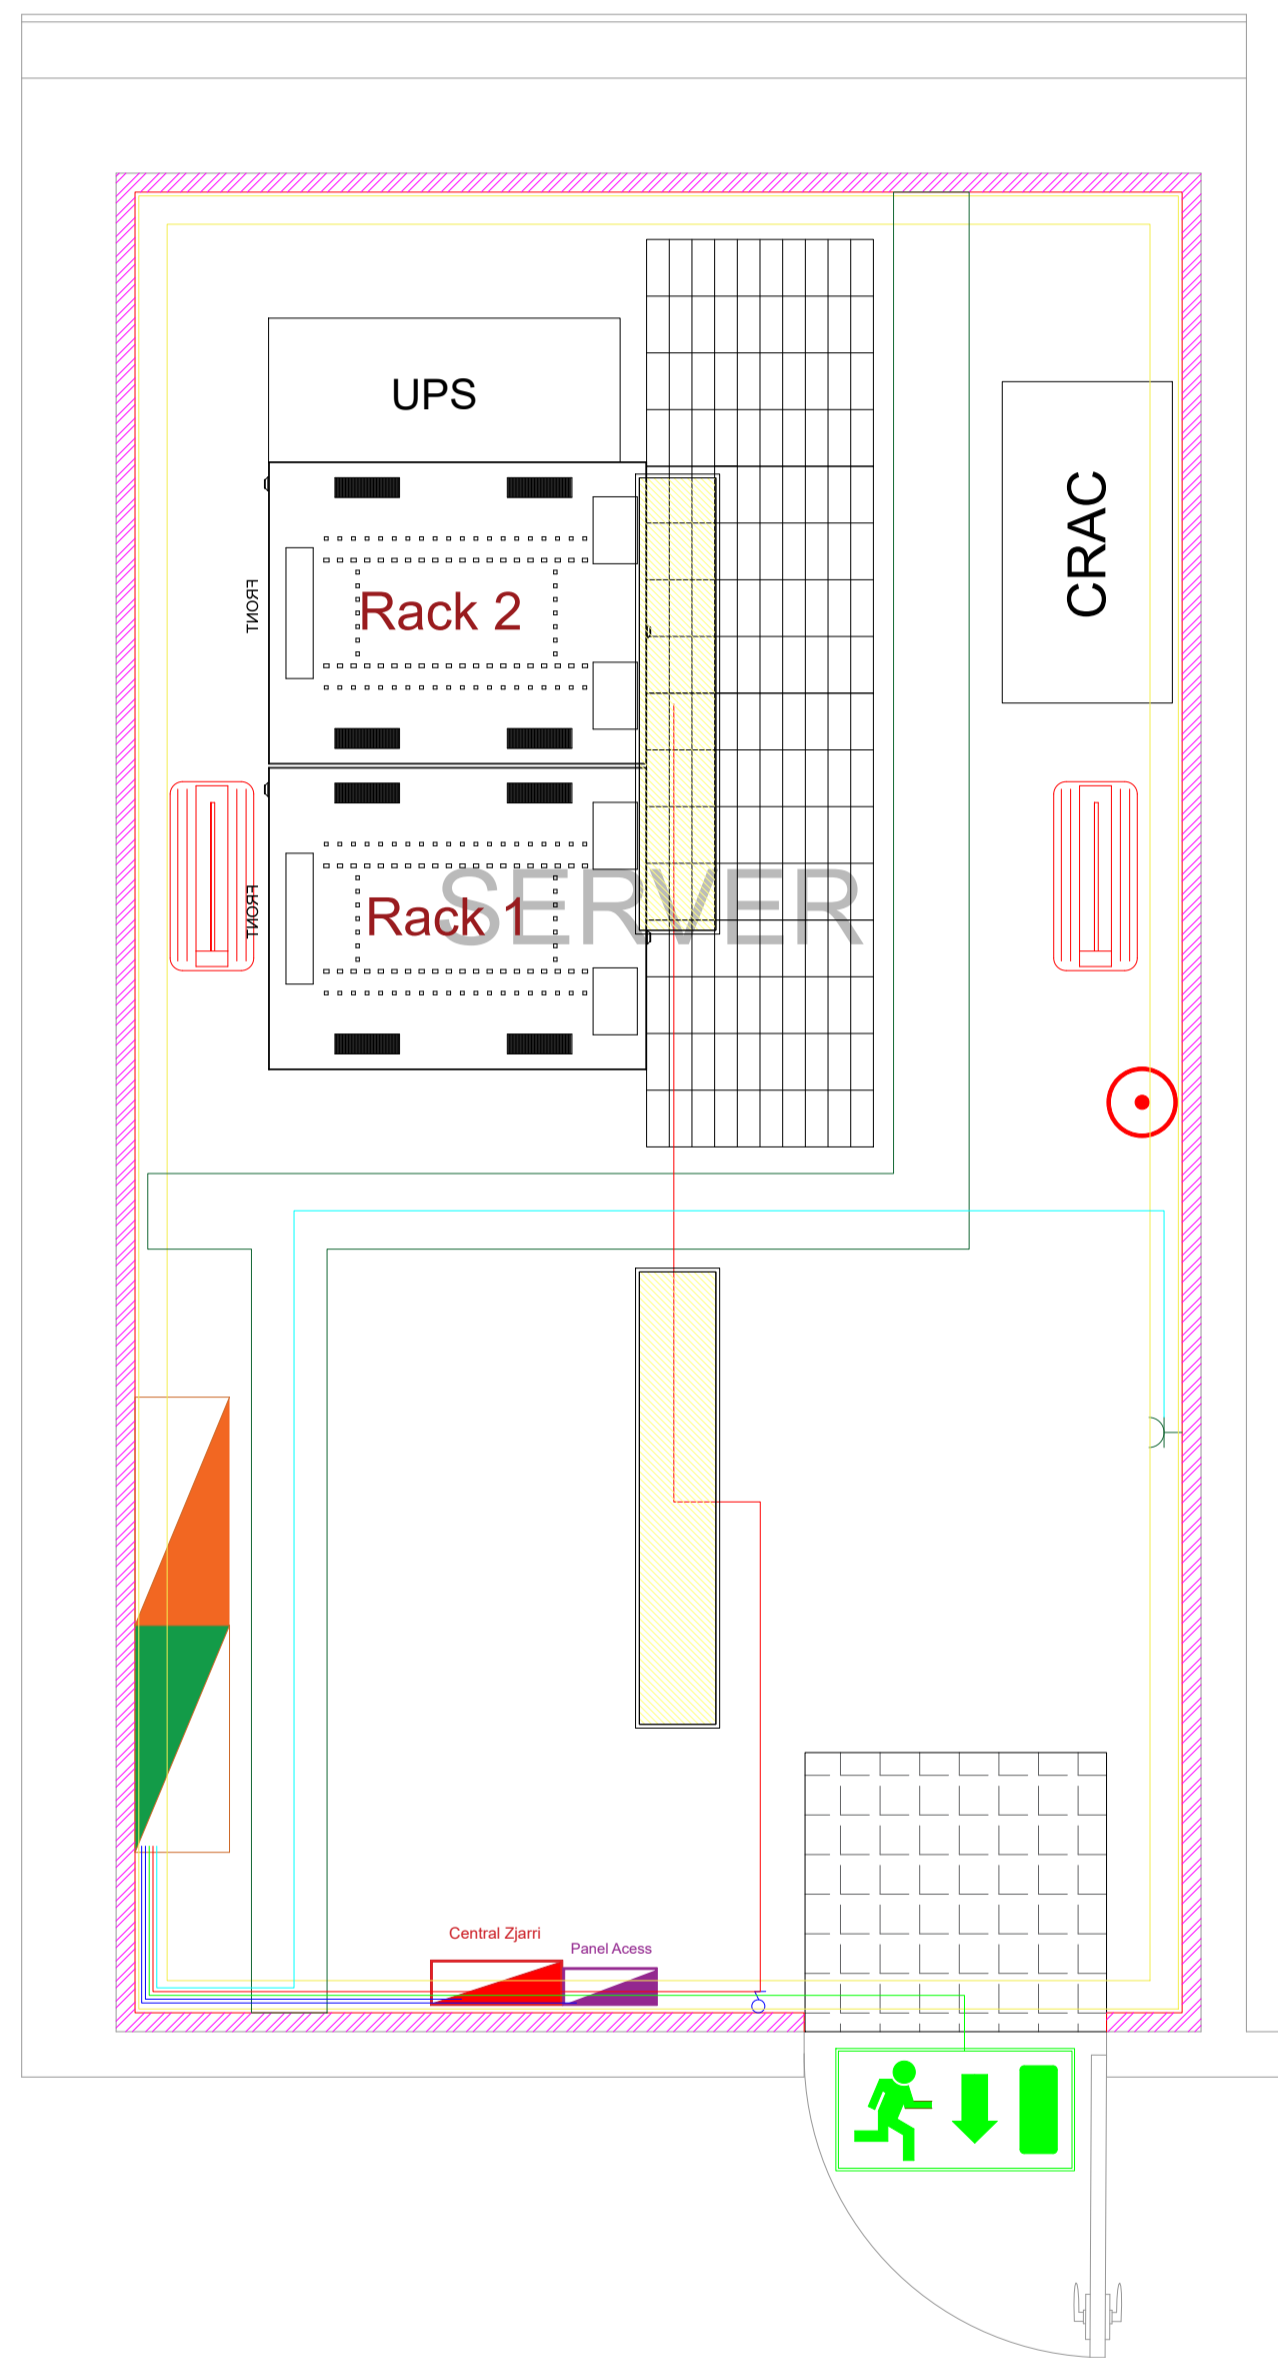 UPS
CRAC
FRONT
Rack 2
FRONT
Rack 1
SERVER
Central Zjarri
Panel Acess